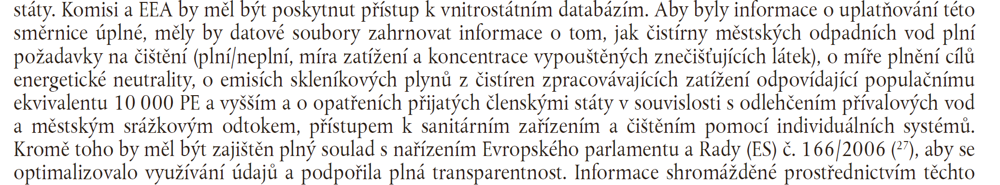 státy. Komisi a EEA by měl být poskytnut přístup k vnitrostátním databázím. Aby byly informace o uplatňování této
směrnice úplné, měly by datové soubory zahrnovat informace o tom, jak čistírny městských odpadních vod plní
požadavky na čištění (plní/neplní, míra zatížení a koncentrace vypouštěných znečišťujících látek), o míře plnění cílů
energetické neutrality, o emisích skleníkových plynů z čistíren zpracovávajících zatížení odpovídající populačnímu
ekvivalentu 10 000 PE a vyšším a o opatřeních přijatých členskými státy v souvislosti s odlehčením přívalových vod
a městským srážkovým odtokem, přístupem k sanitárním zařízením a čištěním pomocí individuálních systémů.
Kromě toho by měl být zajištěn plný soulad s nařízením Evropského parlamentu a Rady (ES) č. 166/2006 (²⁷), aby se
optimalizovalo využívání údajů a podpořila plná transparentnost. Informace shromážděné prostřednictvím těchto